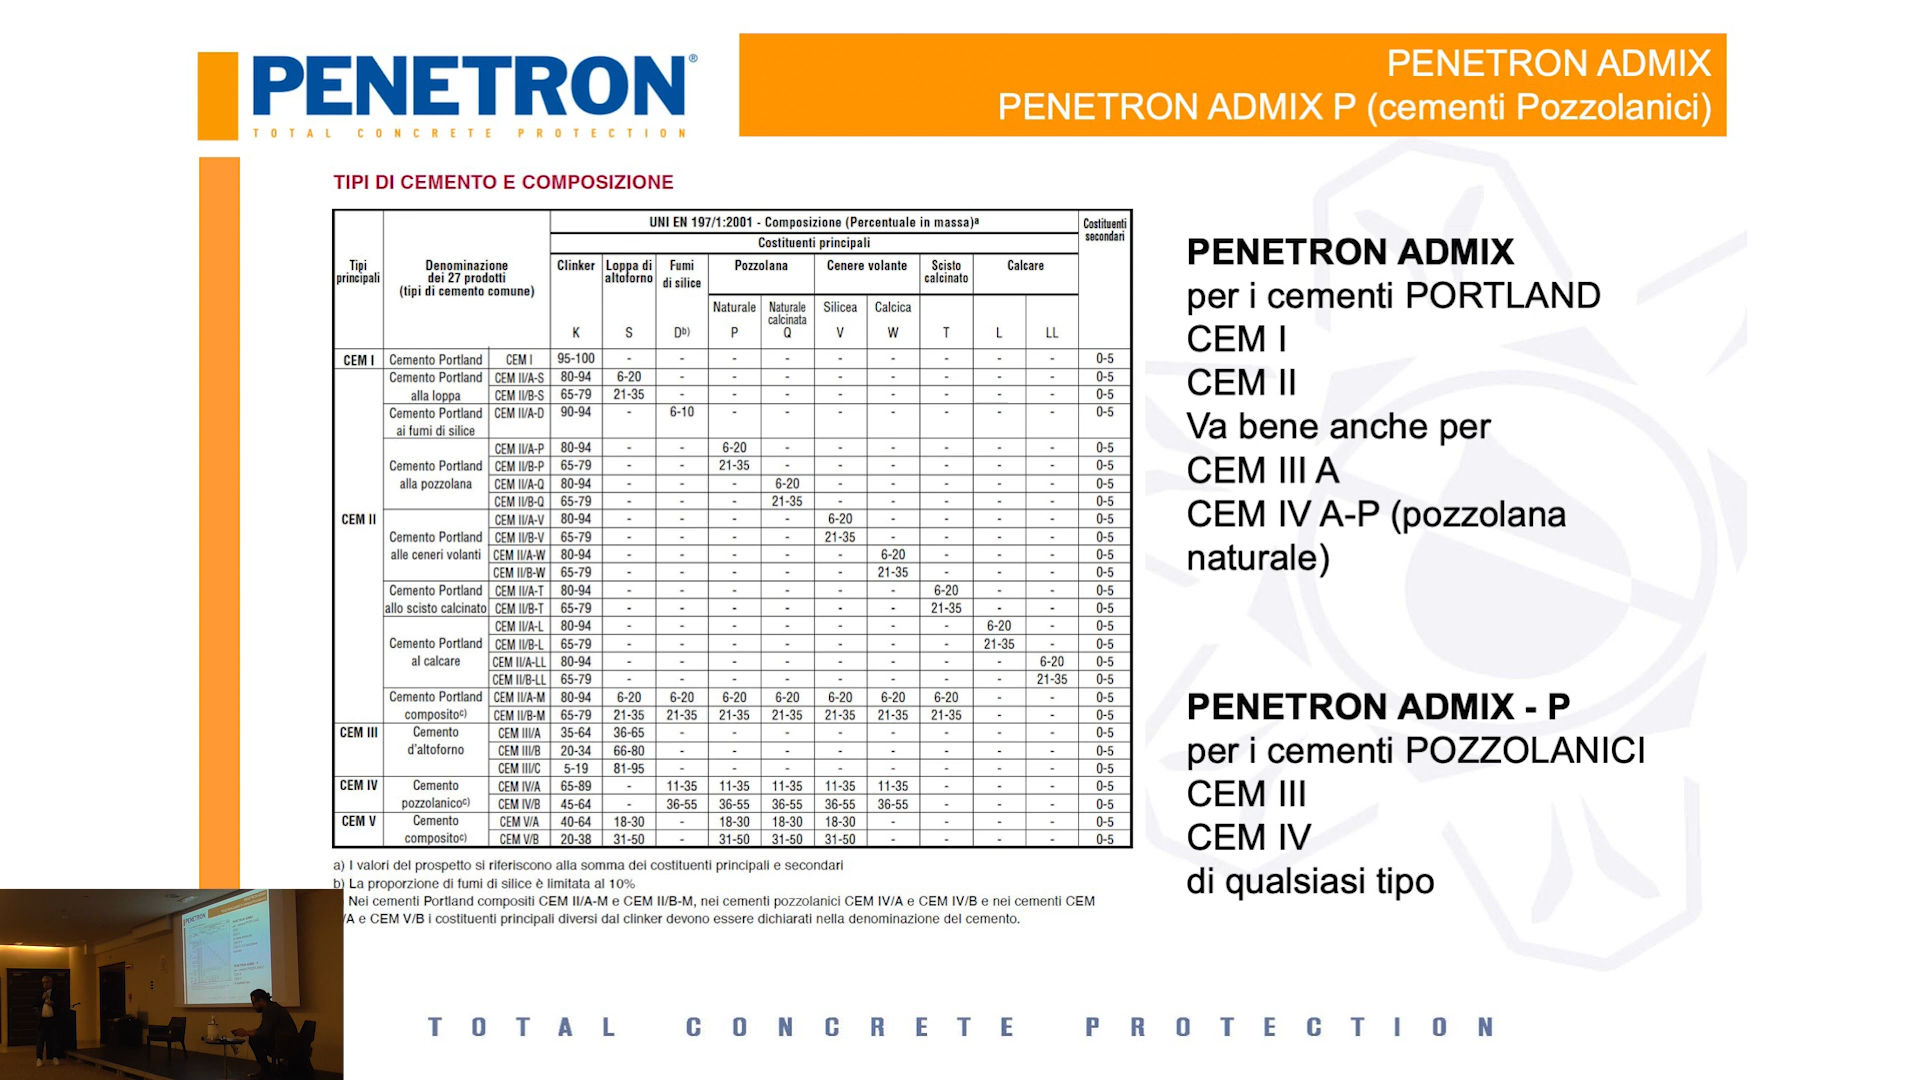 PENETRON®
TOTAL CONCRETE PROTECTION
PENETRON ADMIX
PENETRON ADMIX P (cementi Pozzolanici)
TIPI DI CEMENTO E COMPOSIZIONE
UNI EN 197/1:2001 - Composizione (Percentuale in massa)a
Costituenti secondari
Costituenti principali
Tipi principali
Denominazione dei 27 prodotti (tipi di cemento comune)
Clinker Loppa di altoforno Fumi di silice Pozzolana Cenere volante Scisto calcinato Calcare
Naturale Naturale calcinata Silicea Calcica
K S Db) P Q V W T L LL
CEM I Cemento Portland CEM I 95-100 - - - - - - - - - 0-5
CEM II
Cemento Portland alla loppa
CEM II/A-S 80-94 6-20 - - - - - - - - 0-5
CEM II/B-S 65-79 21-35 - - - - - - - - 0-5
Cemento Portland ai fumi di silice
CEM II/A-D 90-94 - 6-10 - - - - - - - 0-5
Cemento Portland alla pozzolana
CEM II/A-P 80-94 - - 6-20 - - - - - - 0-5
CEM II/B-P 65-79 - - 21-35 - - - - - - 0-5
CEM II/A-Q 80-94 - - - 6-20 - - - - - 0-5
CEM II/B-Q 65-79 - - - 21-35 - - - - - 0-5
Cemento Portland alle ceneri volanti
CEM II/A-V 80-94 - - - - 6-20 - - - - 0-5
CEM II/B-V 65-79 - - - - 21-35 - - - - 0-5
CEM II/A-W 80-94 - - - - - 6-20 - - - 0-5
CEM II/B-W 65-79 - - - - - 21-35 - - - 0-5
Cemento Portland allo scisto calcinato
CEM II/A-T 80-94 - - - - - - 6-20 - - 0-5
CEM II/B-T 65-79 - - - - - - 21-35 - - 0-5
Cemento Portland al calcare
CEM II/A-L 80-94 - - - - - - - 6-20 - 0-5
CEM II/B-L 65-79 - - - - - - - 21-35 - 0-5
CEM II/A-LL 80-94 - - - - - - - - 6-20 0-5
CEM II/B-LL 65-79 - - - - - - - - 21-35 0-5
Cemento Portland compositoc)
CEM II/A-M 80-94 6-20 6-20 6-20 6-20 6-20 6-20 6-20 - - 0-5
CEM II/B-M 65-79 21-35 21-35 21-35 21-35 21-35 21-35 21-35 - - 0-5
CEM III
Cemento d'altoforno
CEM III/A 35-64 36-65 - - - - - - - - 0-5
CEM III/B 20-34 66-80 - - - - - - - - 0-5
CEM III/C 5-19 81-95 - - - - - - - - 0-5
CEM IV
Cemento pozzolanicoc)
CEM IV/A 65-89 - 11-35 11-35 11-35 11-35 11-35 - - - 0-5
CEM IV/B 45-64 - 36-55 36-55 36-55 36-55 36-55 - - - 0-5
CEM V
Cemento compositoc)
CEM V/A 40-64 18-30 - 18-30 18-30 18-30 - - - - 0-5
CEM V/B 20-38 31-50 - 31-50 31-50 31-50 - - - - 0-5
a) I valori del prospetto si riferiscono alla somma dei costituenti principali e secondari
b) La proporzione di fumi di silice è limitata al 10%
Nei cementi Portland compositi CEM II/A-M e CEM II/B-M, nei cementi pozzolanici CEM IV/A e CEM IV/B e nei cementi CEM
/A e CEM V/B i costituenti principali diversi dal clinker devono essere dichiarati nella denominazione del cemento.
PENETRON ADMIX
per i cementi PORTLAND
CEM I
CEM II
Va bene anche per
CEM III A
CEM IV A-P (pozzolana
naturale)
PENETRON ADMIX - P
per i cementi POZZOLANICI
CEM III
CEM IV
di qualsiasi tipo
TOTAL CONCRETE PROTECTION